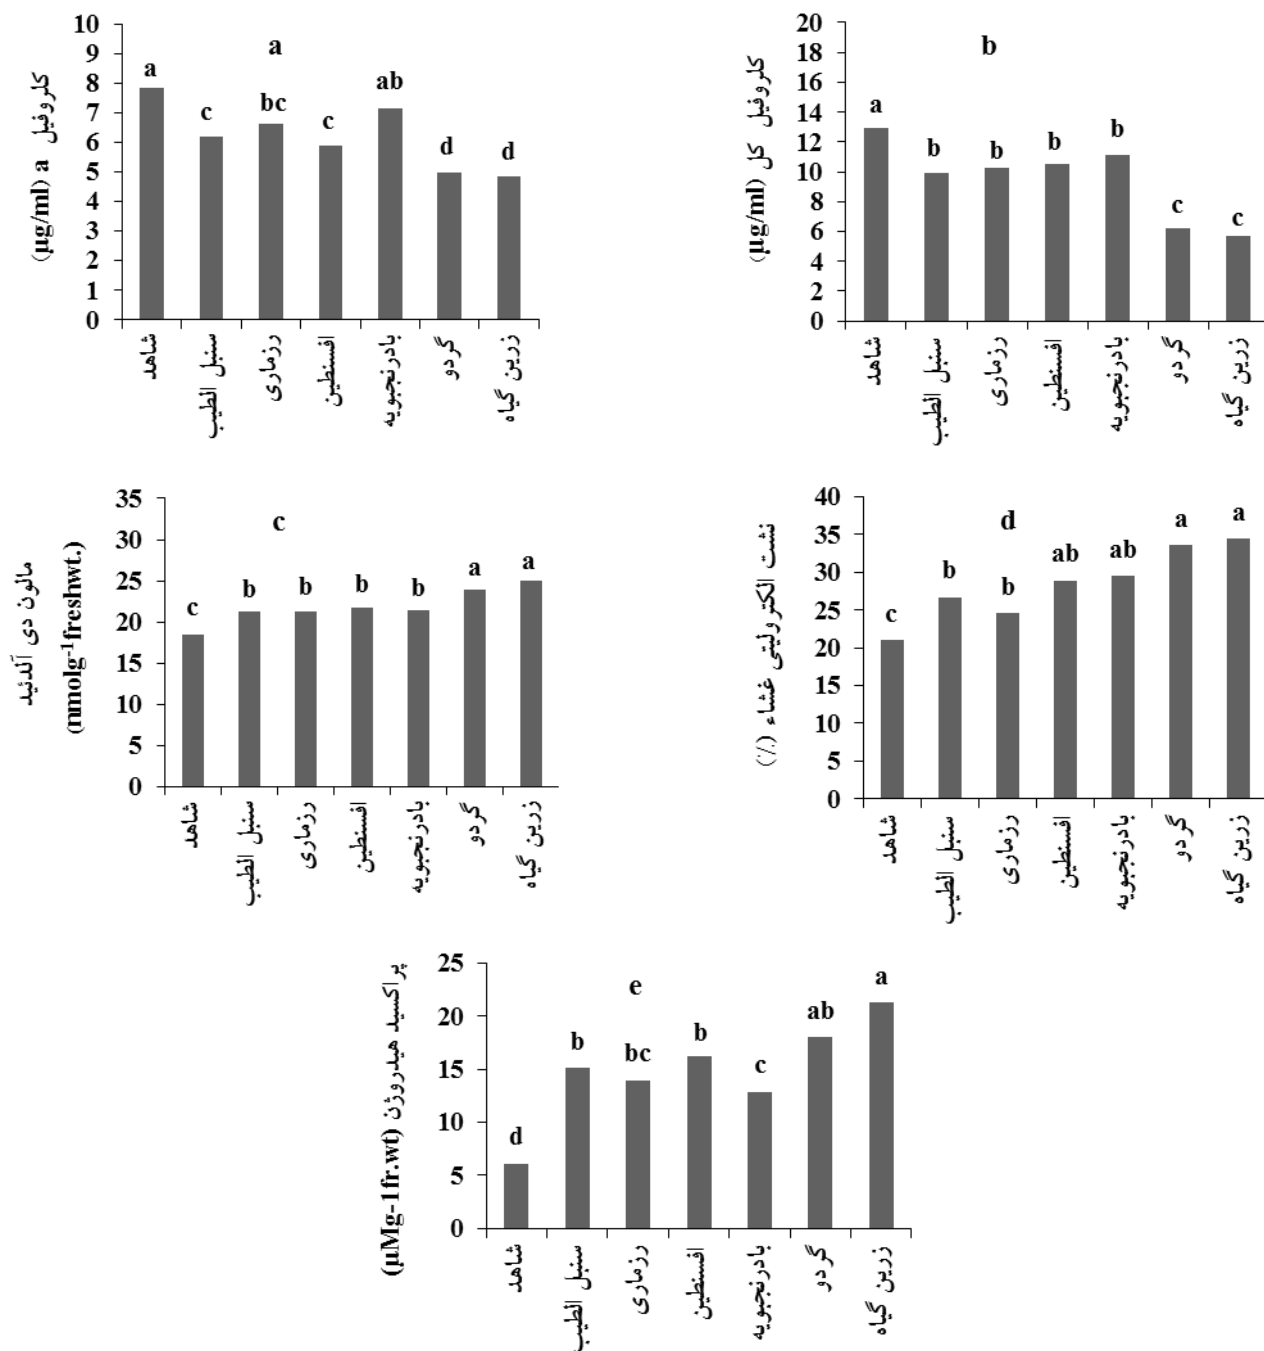 کلروفیل a (µg/ml)
10
9
8
7
6
5
4
3
2
1
0
a
a
c
bc
c
ab
d
d
شاهد
سنبل الطیب
رزماری
افسنطین
بادرنجبویه
گردو
زرین گیاه
کلروفیل کل (µg/ml)
20
18
16
14
12
10
8
6
4
2
0
b
a
b
b
b
b
c
c
شاهد
سنبل الطیب
رزماری
افسنطین
بادرنجبویه
گردو
زرین گیاه
مالون دی آلدئید
(nmolg-1freshwt.)
35
30
25
20
15
10
5
0
c
c
b
b
b
b
a
a
شاهد
سنبل الطیب
رزماری
افسنطین
بادرنجبویه
گردو
زرین گیاه
نشت الکترولیتی غشاء (٪)
40
35
30
25
20
15
10
5
0
d
c
b
b
ab
ab
a
a
شاهد
سنبل الطیب
رزماری
افسنطین
بادرنجبویه
گردو
زرین گیاه
پراکسید هیدروژن (µMg-1fr.wt)
25
20
15
10
5
0
e
d
b
bc
b
c
ab
a
شاهد
سنبل الطیب
رزماری
افسنطین
بادرنجبویه
گردو
زرین گیاه